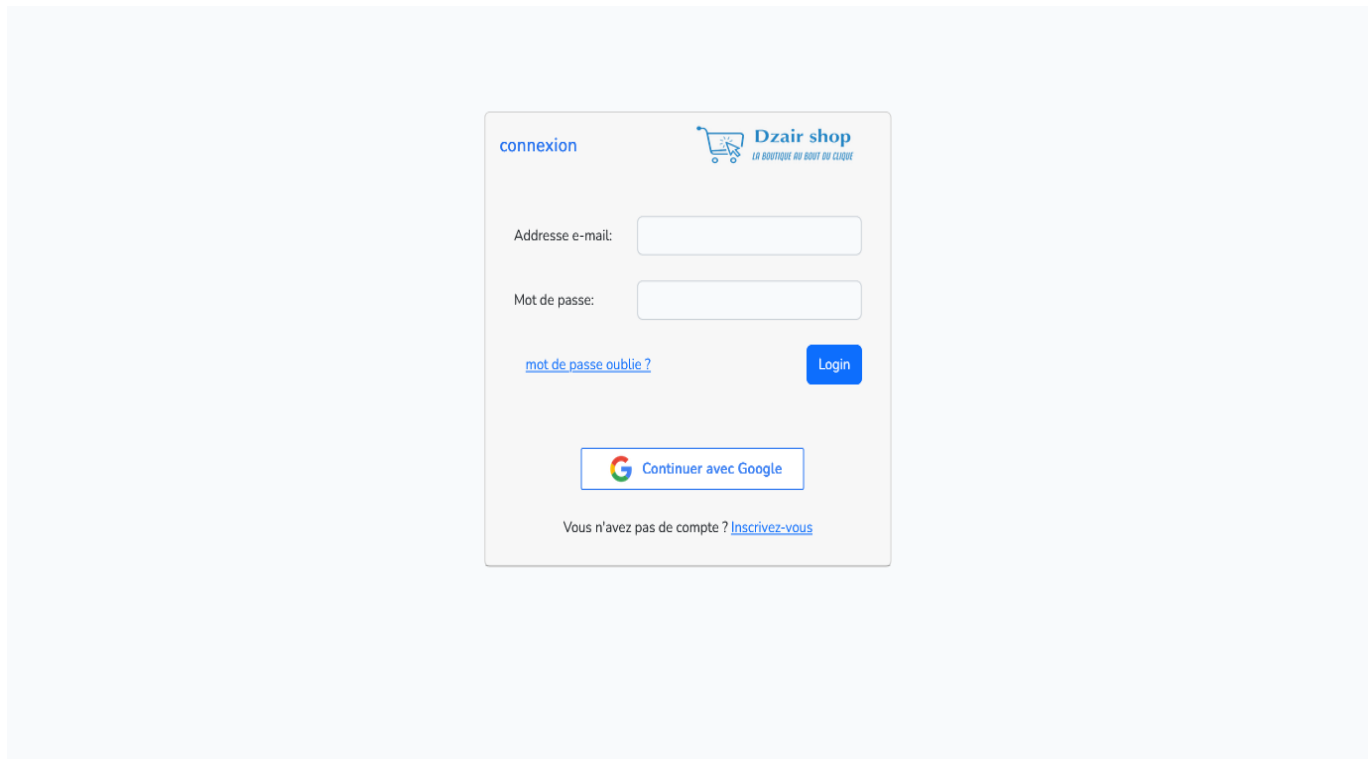 connexion
Dzair shop
LA BOUTIQUE AU BOUT DU CLIQUE
Addresse e-mail:
Mot de passe:
mot de passe oublie ?
Login
Continuer avec Google
Vous n'avez pas de compte ? Inscrivez-vous